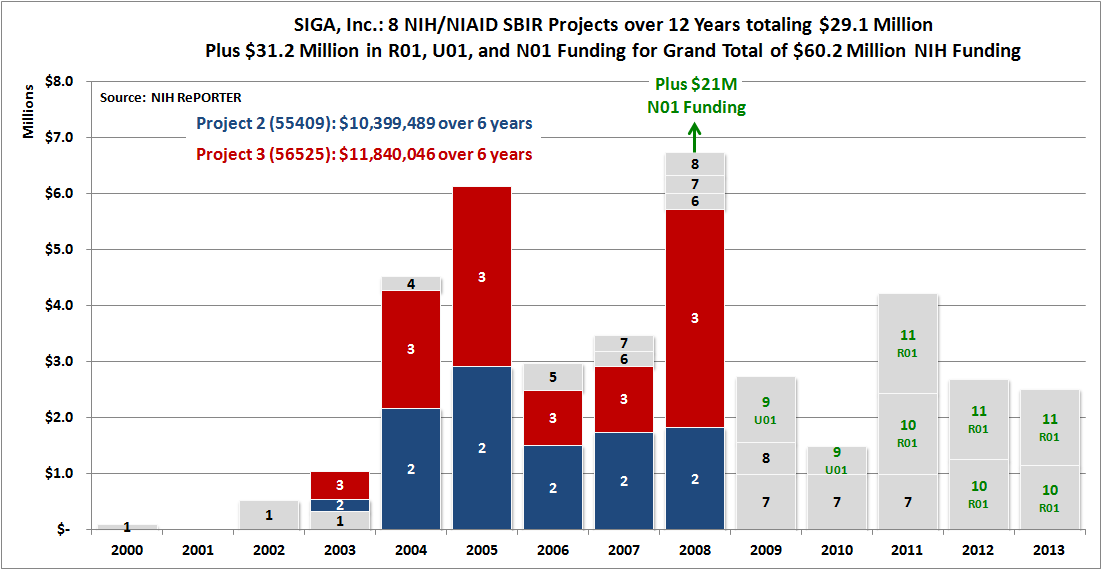 SIGA, Inc.: 8 NIH/NIAID SBIR Projects over 12 Years totaling $29.1 Million
Plus $31.2 Million in R01, U01, and N01 Funding for Grand Total of $60.2 Million NIH Funding
Millions
$8.0
$7.0
$6.0
$5.0
$4.0
$3.0
$2.0
$1.0
$-
Source: NIH RePORTER
Project 2 (55409): $10,399,489 over 6 years
Project 3 (56525): $11,840,046 over 6 years
Plus $21M
N01 Funding
1
1
3
2
1
4
3
2
3
2
5
3
2
7
6
3
2
8
7
6
3
2
9
U01
8
7
9
U01
7
11
R01
10
R01
7
11
R01
10
R01
11
R01
10
R01
2000 2001 2002 2003 2004 2005 2006 2007 2008 2009 2010 2011 2012 2013